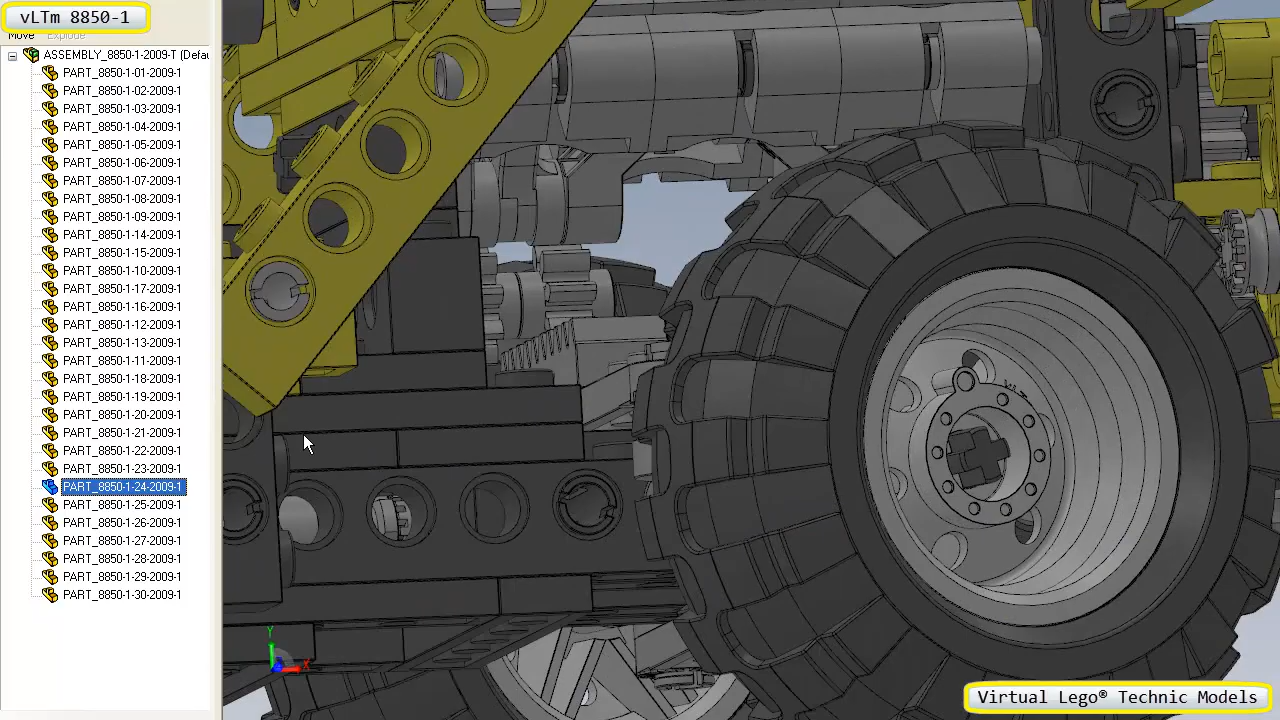 vLTm 8850-1
Move Explode
ASSEMBLY_8850-1-2009-T (Defau
PART_8850-1-01-2009-1
PART_8850-1-02-2009-1
PART_8850-1-03-2009-1
PART_8850-1-04-2009-1
PART_8850-1-05-2009-1
PART_8850-1-06-2009-1
PART_8850-1-07-2009-1
PART_8850-1-08-2009-1
PART_8850-1-09-2009-1
PART_8850-1-14-2009-1
PART_8850-1-15-2009-1
PART_8850-1-10-2009-1
PART_8850-1-17-2009-1
PART_8850-1-16-2009-1
PART_8850-1-12-2009-1
PART_8850-1-13-2009-1
PART_8850-1-11-2009-1
PART_8850-1-18-2009-1
PART_8850-1-19-2009-1
PART_8850-1-20-2009-1
PART_8850-1-21-2009-1
PART_8850-1-22-2009-1
PART_8850-1-23-2009-1
PART_8850-1-24-2009-1
PART_8850-1-25-2009-1
PART_8850-1-26-2009-1
PART_8850-1-27-2009-1
PART_8850-1-28-2009-1
PART_8850-1-29-2009-1
PART_8850-1-30-2009-1
Y
X
Virtual Lego® Technic Models